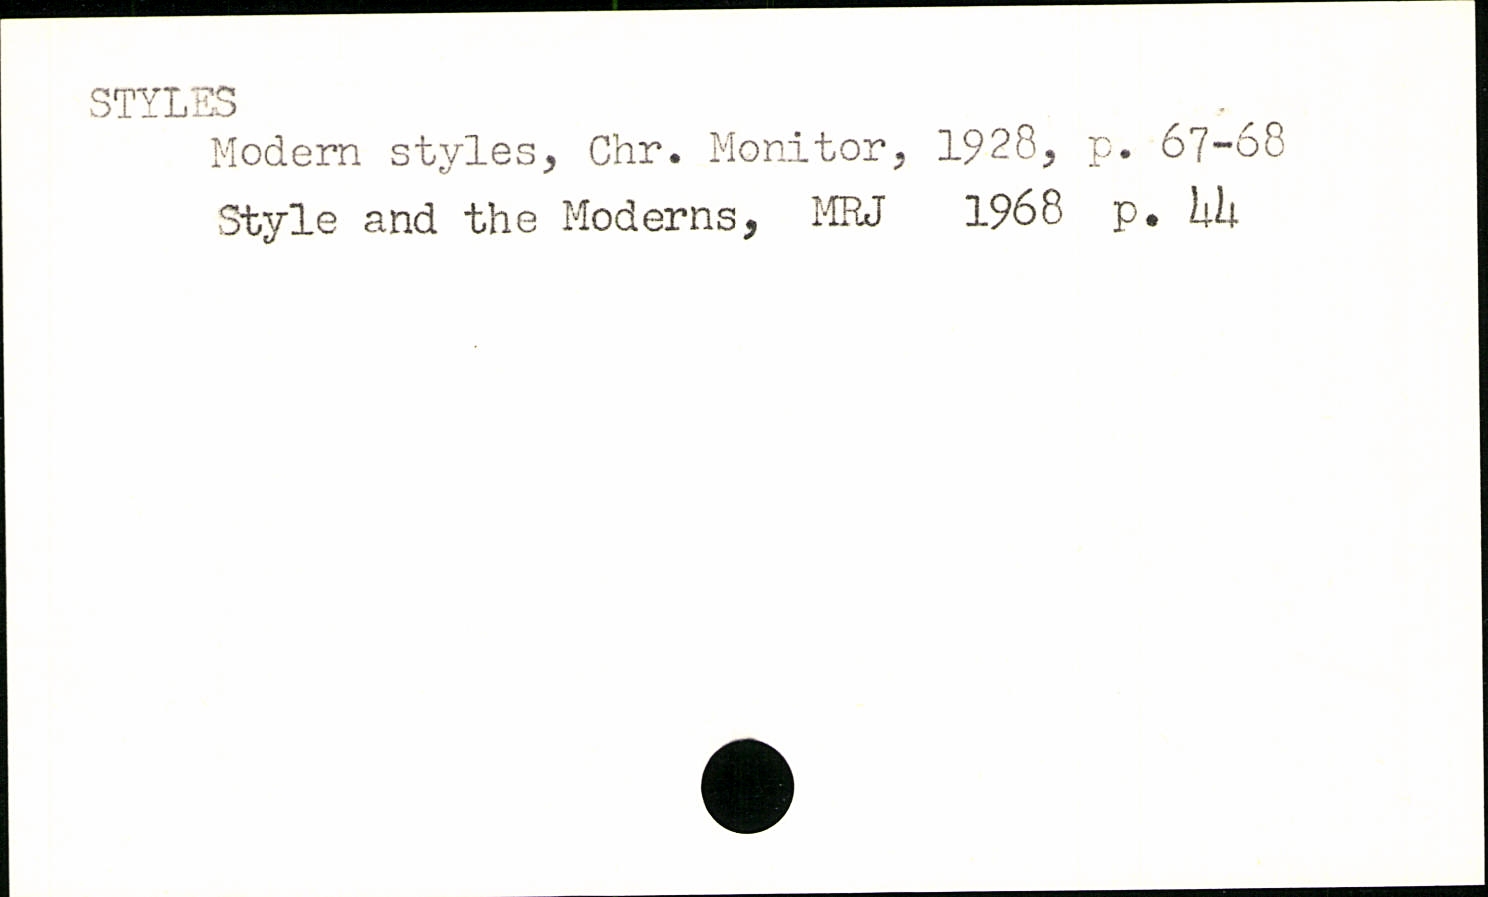 STYLES
Modern styles, Chr. Monitor, 1928, p. 67-68
Style and the Moderns, MRJ 1968 p. 44